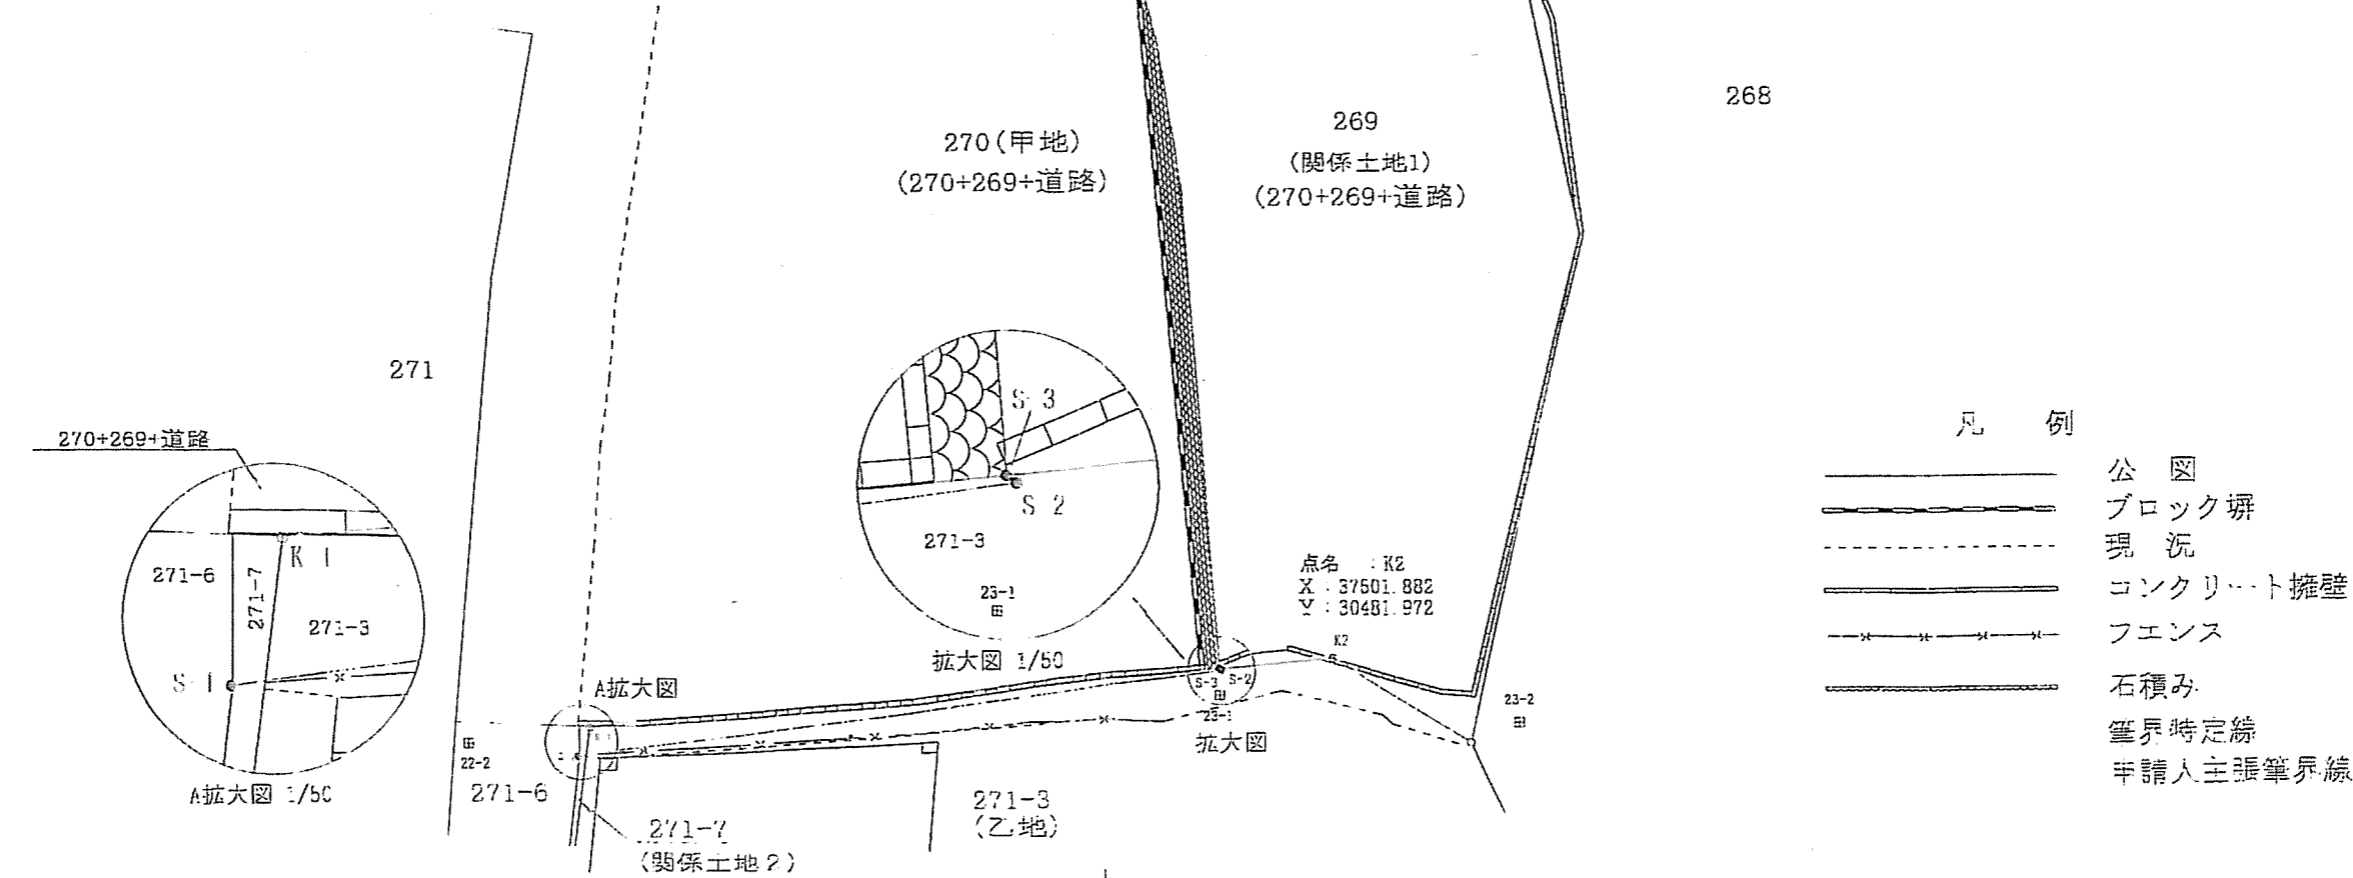 268
270(甲地)
(270+269+道路)
269
(関係土地1)
(270+269+道路)
271
270+269+道路
271-6
271-7
K 1
271-3
S-1
A拡大図 1/50
S-3
S-2
271-3
23-1
拡大図 1/50
点名 :K2
X:37501.882
Y:30481.972
K2
A拡大図
S-3
S-2
23-1
拡大図
23-2
22-2
271-6
271-7
(関係土地2)
271-3
(乙地)
凡 例
公 図
ブロック塀
現 況
コンクリート擁壁
フエンス
石積み
筆界特定線
申請人主張筆界線